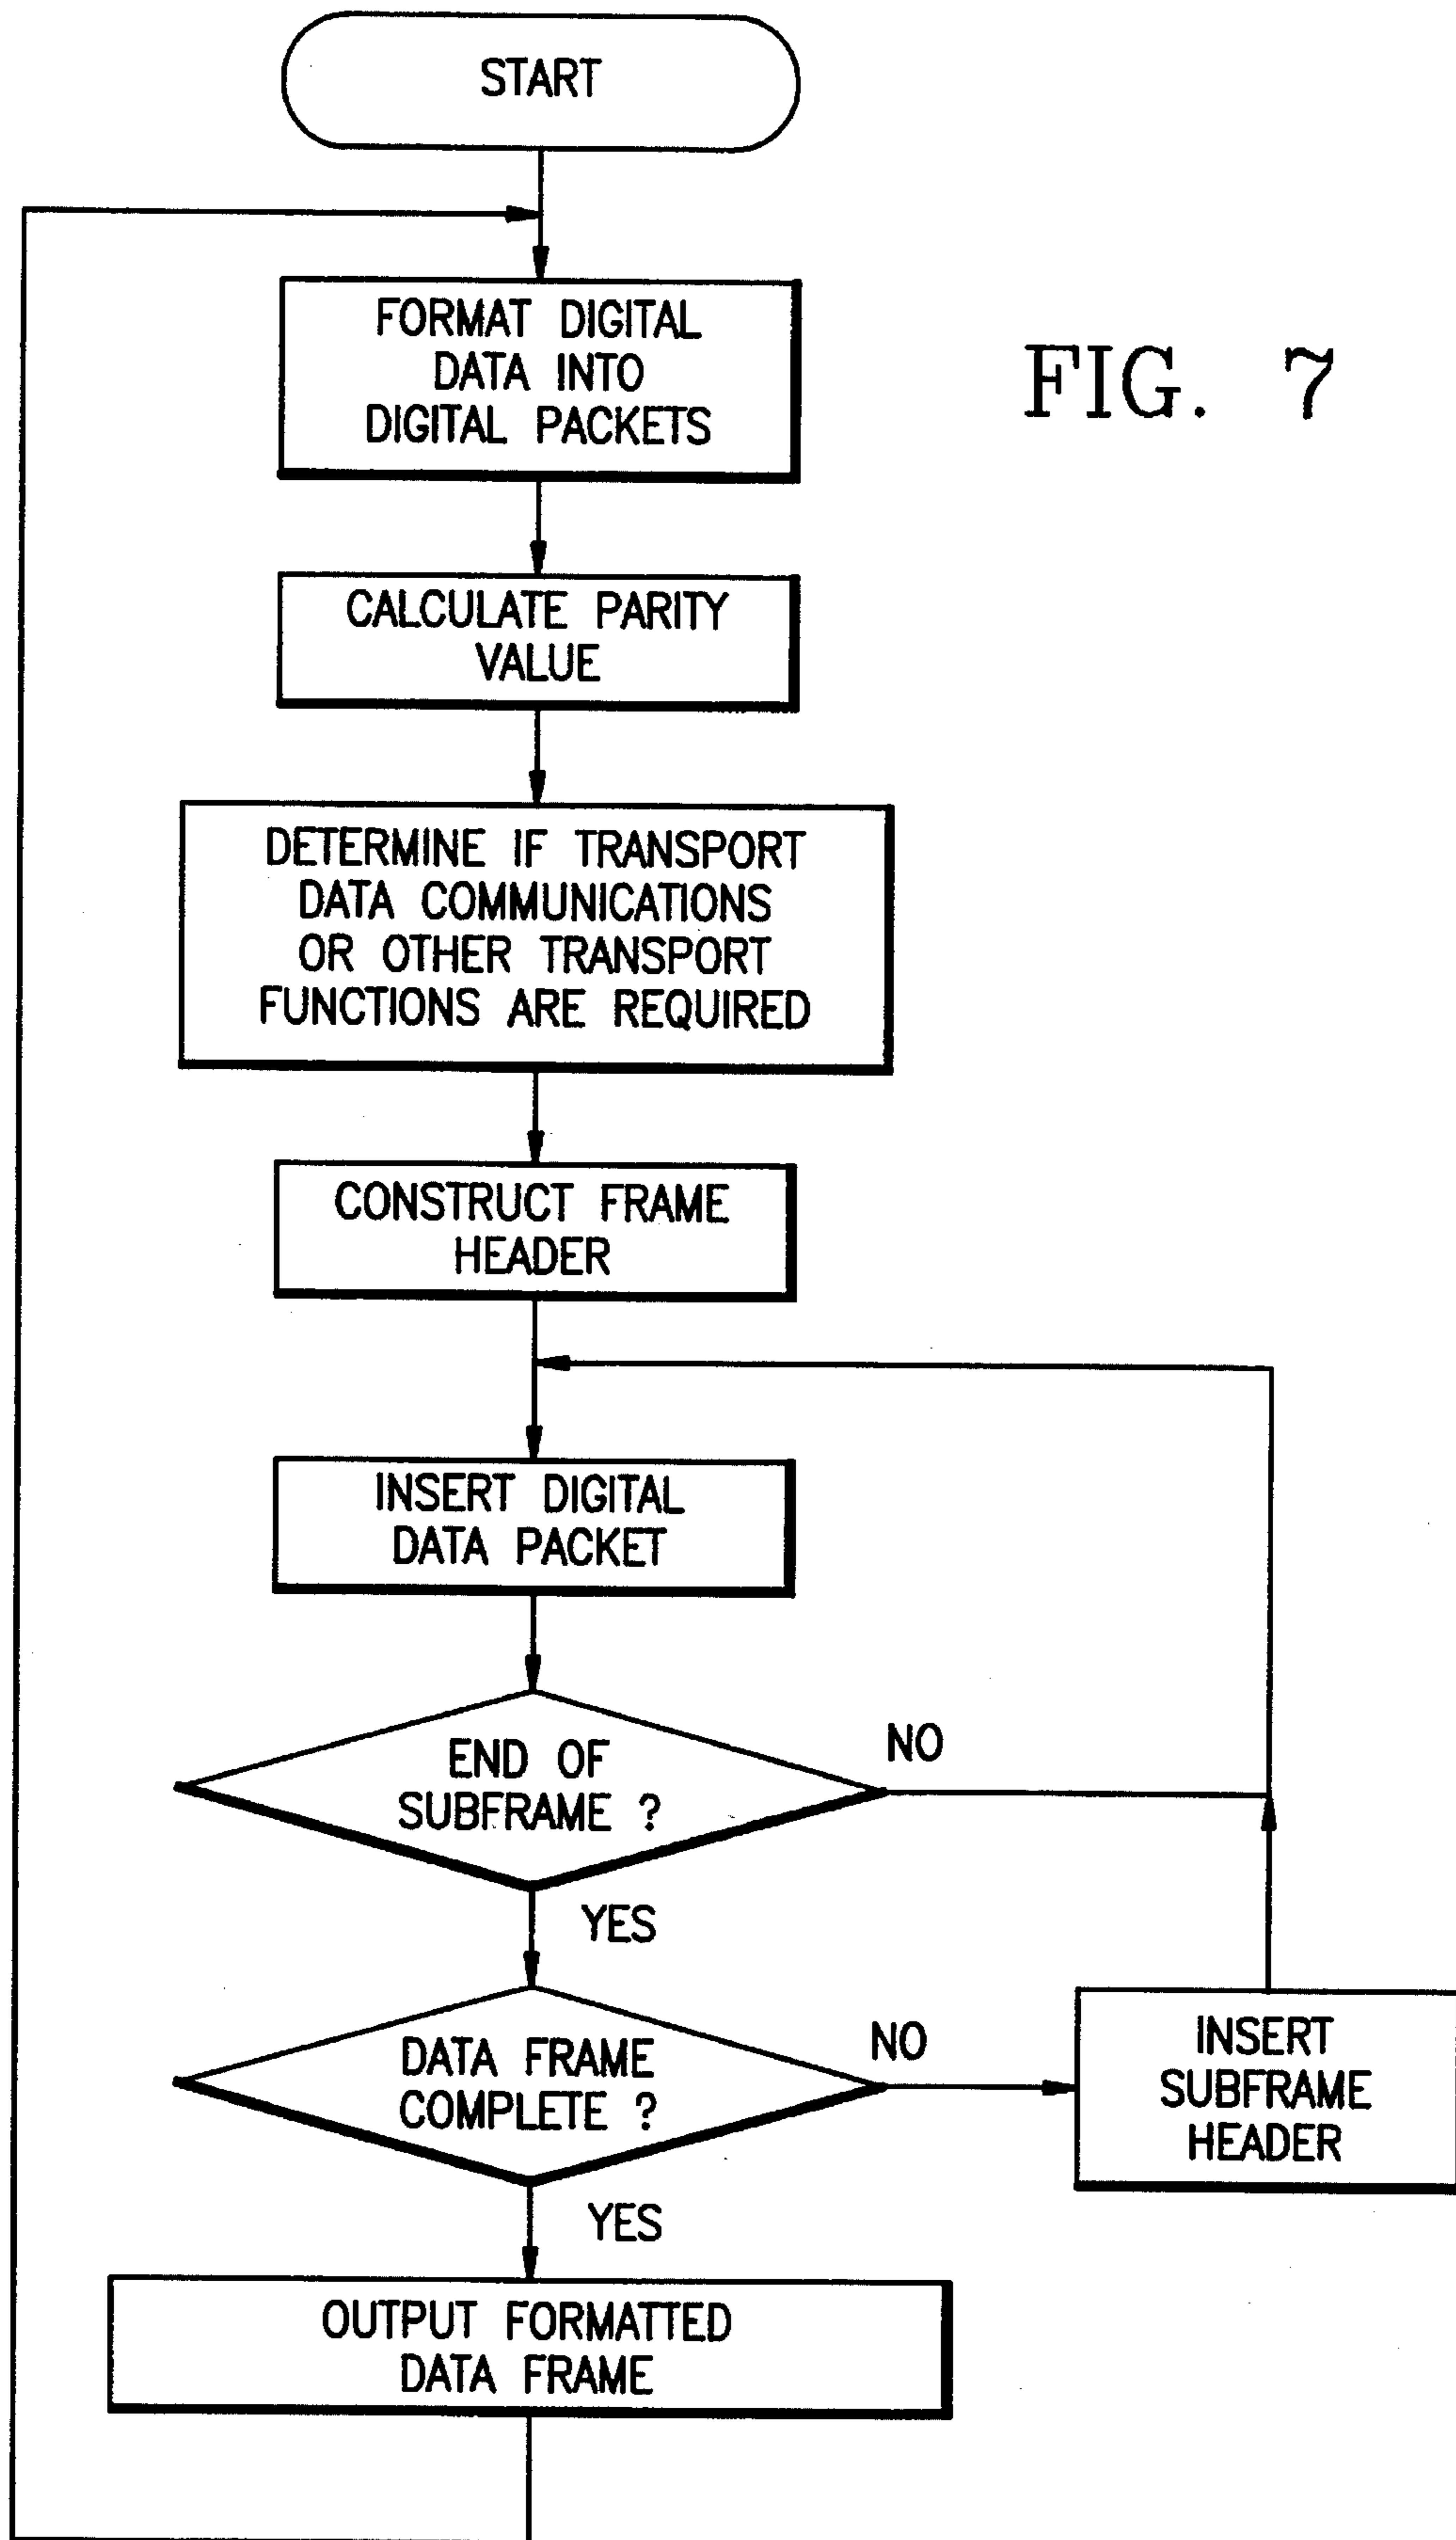 START
FORMAT DIGITAL
DATA INTO
DIGITAL PACKETS
FIG. 7
CALCULATE PARITY
VALUE
DETERMINE IF TRANSPORT
DATA COMMUNICATIONS
OR OTHER TRANSPORT
FUNCTIONS ARE REQUIRED
CONSTRUCT FRAME
HEADER
INSERT DIGITAL
DATA PACKET
END OF
SUBFRAME ?
NO
YES
DATA FRAME
COMPLETE ?
NO
INSERT
SUBFRAME
HEADER
YES
OUTPUT FORMATTED
DATA FRAME